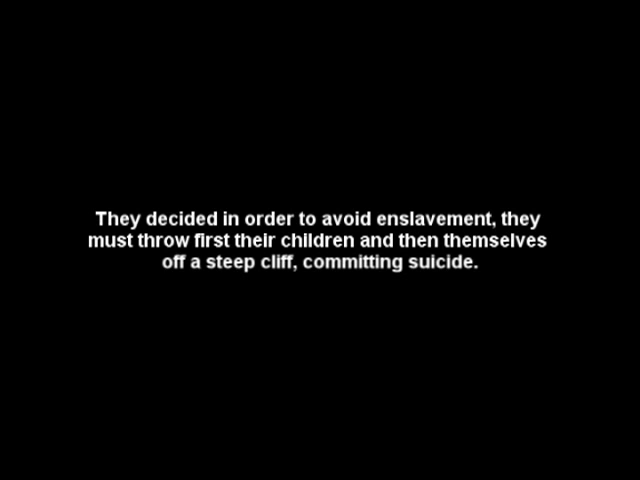 They decided in order to avoid enslavement, they
must throw first their children and then themselves
off a steep cliff, committing suicide.